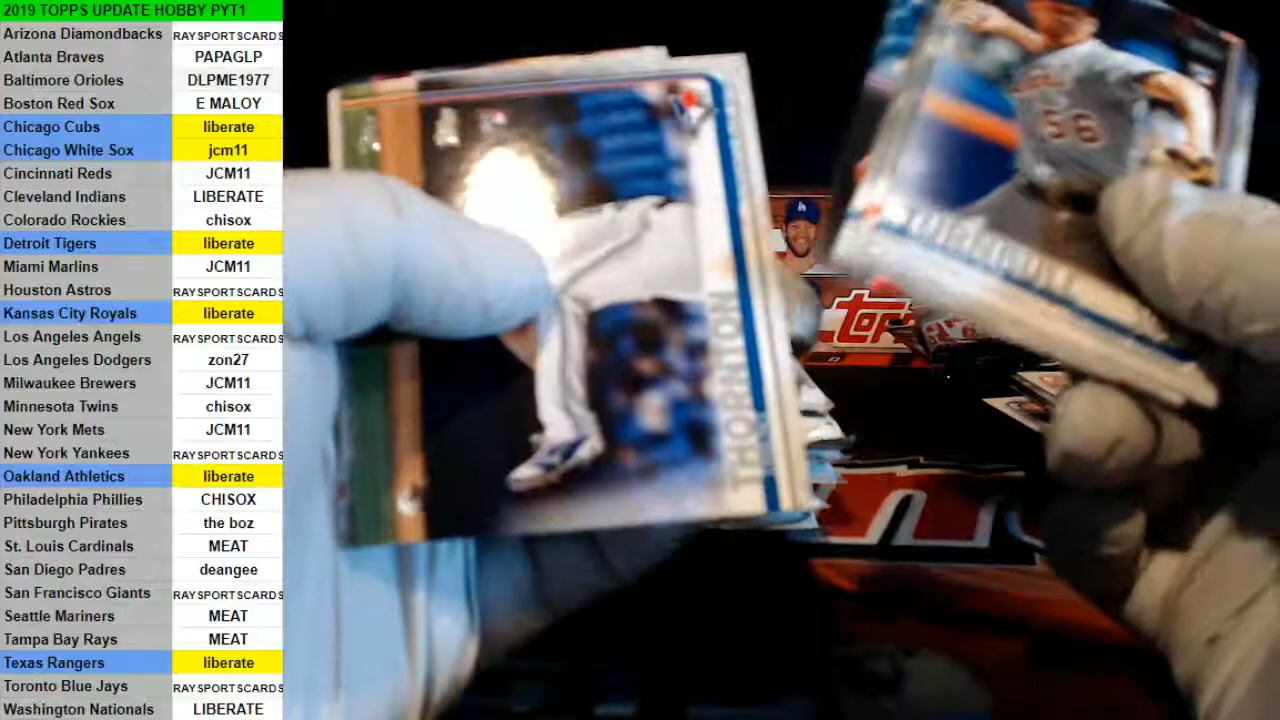 2019 TOPPS UPDATE HOBBY PYT1
Arizona Diamondbacks RAYSPORTSCARDS
Atlanta Braves PAPAGLP
Baltimore Orioles DLPME1977
Boston Red Sox E MALOY
Chicago Cubs liberate
Chicago White Sox jcm11
Cincinnati Reds JCM11
Cleveland Indians LIBERATE
Colorado Rockies chisox
Detroit Tigers liberate
Miami Marlins JCM11
Houston Astros RAYSPORTSCARDS
Kansas City Royals liberate
Los Angeles Angels RAYSPORTSCARDS
Los Angeles Dodgers zon27
Milwaukee Brewers JCM11
Minnesota Twins chisox
New York Mets JCM11
New York Yankees RAYSPORTSCARDS
Oakland Athletics liberate
Philadelphia Phillies CHISOX
Pittsburgh Pirates the boz
St. Louis Cardinals MEAT
San Diego Padres deangee
San Francisco Giants RAYSPORTSCARDS
Seattle Mariners MEAT
Tampa Bay Rays MEAT
Texas Rangers liberate
Toronto Blue Jays RAYSPORTSCARDS
Washington Nationals LIBERATE
THORNTON
56
Topps